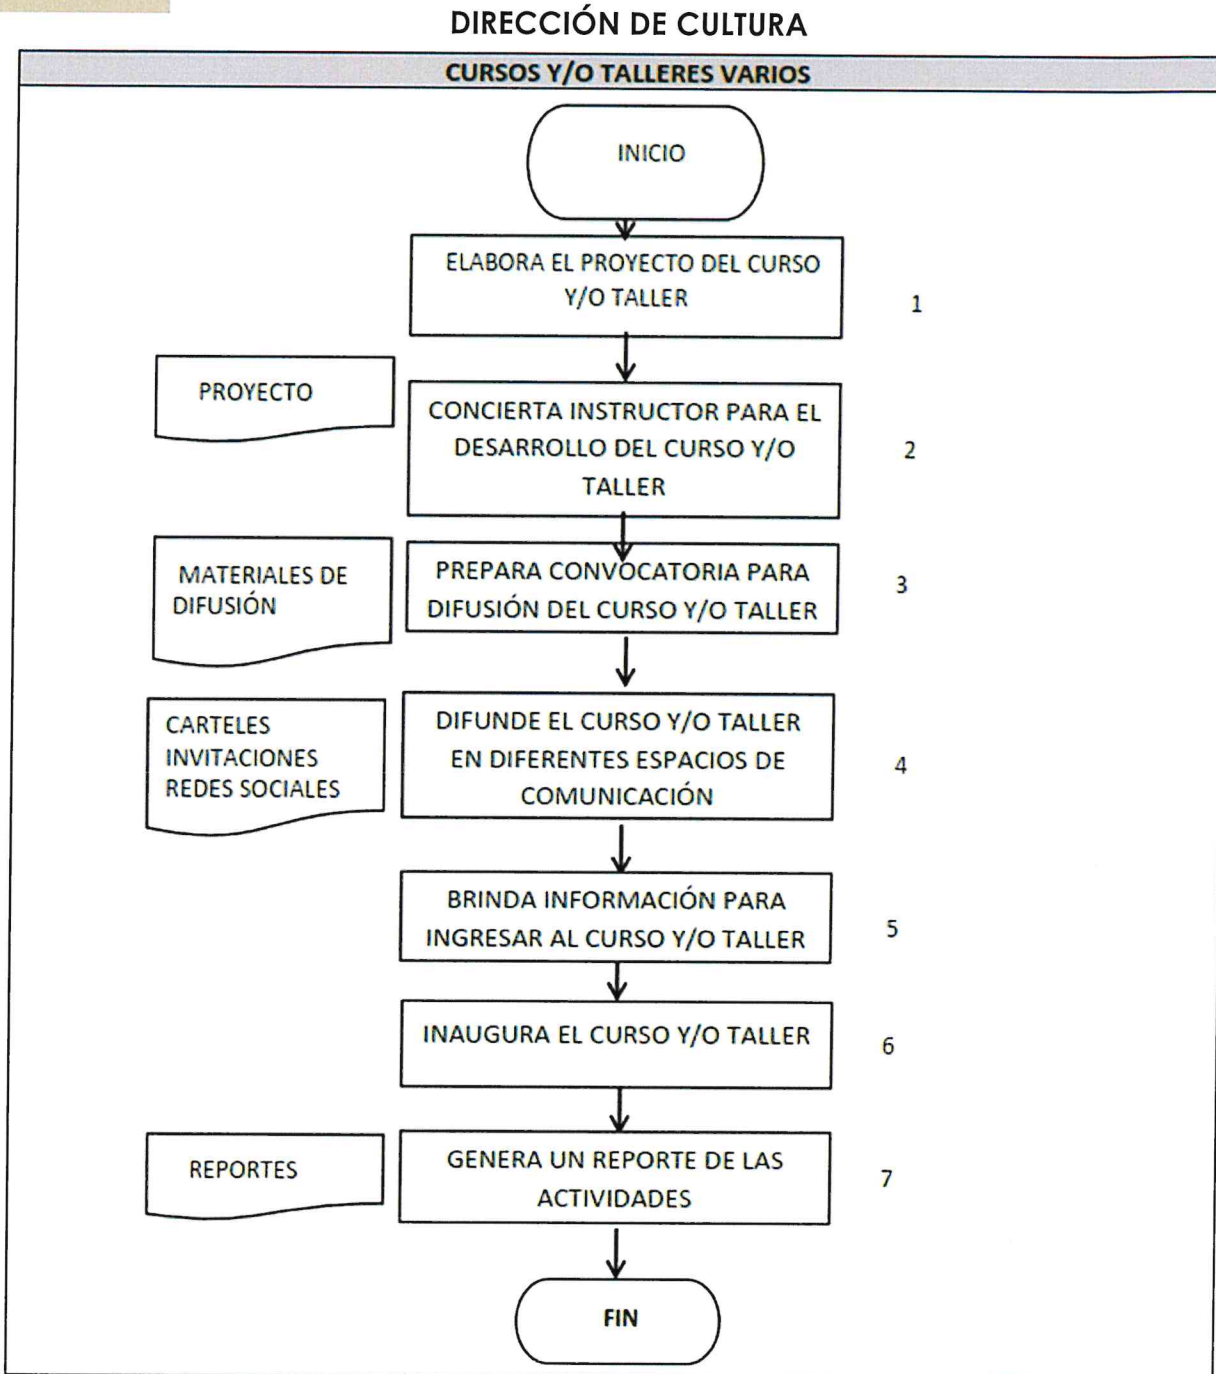 DIRECCIÓN DE CULTURA
CURSOS Y/O TALLERES VARIOS
INICIO
ELABORA EL PROYECTO DEL CURSO
Y/O TALLER
1
PROYECTO
CONCIERTA INSTRUCTOR PARA EL
DESARROLLO DEL CURSO Y/O
TALLER
2
MATERIALES DE
DIFUSIÓN
PREPARA CONVOCATORIA PARA
DIFUSIÓN DEL CURSO Y/O TALLER
3
CARTELES
INVITACIONES
REDES SOCIALES
DIFUNDE EL CURSO Y/O TALLER
EN DIFERENTES ESPACIOS DE
COMUNICACIÓN
4
BRINDA INFORMACIÓN PARA
INGRESAR AL CURSO Y/O TALLER
5
INAUGURA EL CURSO Y/O TALLER
6
REPORTES
GENERA UN REPORTE DE LAS
ACTIVIDADES
7
FIN